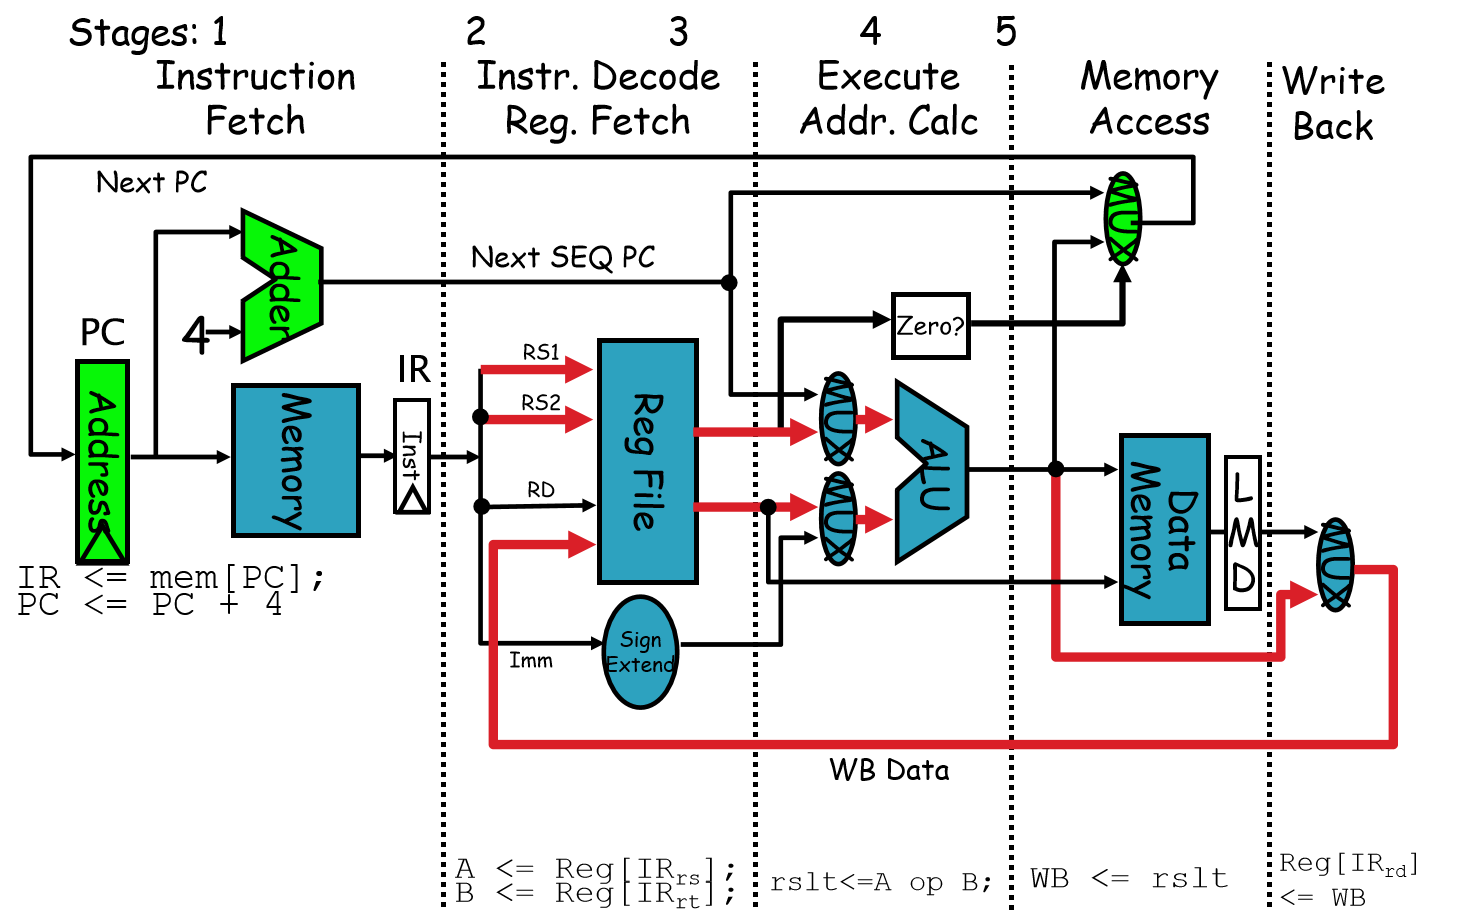 Stages: 1 2 3 4 5
Instruction
Fetch
Instr. Decode
Reg. Fetch
Execute
Addr. Calc
Memory
Access
Write
Back
Next PC
Next SEQ PC
Adder
4
PC
Address
Memory
IR
Inst
RS1
RS2
RD
Imm
Reg File
Sign
Extend
Zero?
MUX
MUX
MUX
ALU
Data
Memory
LMD
MUX
WB Data
IR <= mem[PC];
PC <= PC + 4
A <= Reg[IRrs];
B <= Reg[IRrt];
rslt<=A op B;
WB <= rslt
Reg[IRrd]
<= WB